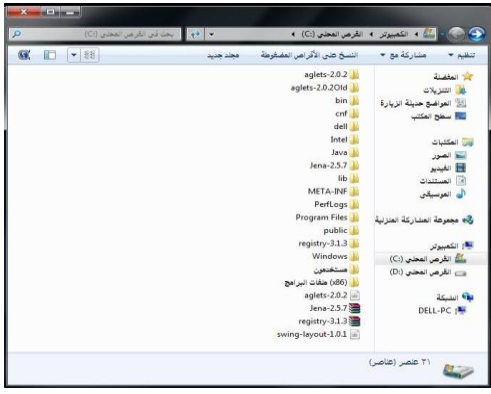 الكمبيوتر ◂ القرص المحلي (C:) ◂
بحث في القرص المحلي (C:)
تنظيم
مشاركة مع
النسخ على الأقراص المضغوطة
مجلد جديد
المفضلة
التنزيلات
المواضع حديثة الزيارة
سطح المكتب
المكتبات
الصور
الفيديو
المستندات
الموسيقى
مجموعة المشاركة المنزلية
الكمبيوتر
القرص المحلي (C:)
القرص المحلي (D:)
الشبكة
DELL-PC
aglets-2.0.2
aglets-2.0.2Old
bin
cnf
dell
Intel
Java
Jena-2.5.7
lib
META-INF
PerfLogs
Program Files
public
registry-3.1.3
Windows
مستخدمون
ملفات البرامج (x86)
aglets-2.0.2
Jena-2.5.7
registry-3.1.3
swing-layout-1.0.1
٣١ عنصر (عناصر)